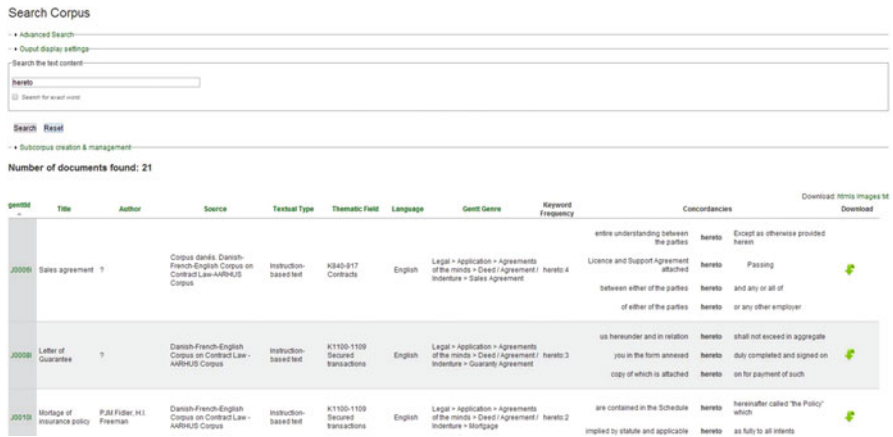 Search Corpus
Advanced Search
Ouput display settings
Search the text content
hereto
Search for exact word
Search Reset
Subcorpus creation & management
Number of documents found: 21
Download: htmls images txt
genttid Title Author Source Textual Type Thematic Field Language Gentt Genre Keyword Frequency Concordancies Download
entire understanding between the parties hereto Except as otherwise provided herein
J0005I Sales agreement ? Corpus danés. Danish-French-English Corpus on Contract Law-AARHUS Corpus Instruction-based text K840-917 Contracts English Legal > Application > Agreements of the minds > Deed / Agreement / Indenture > Sales Agreement hereto:4
Licence and Support Agreement attached hereto Passing
between either of the parties hereto and any or all of
of either of the parties hereto or any other employer
us hereunder and in relation hereto shall not exceed in aggregate
J0008I Letter of Guarantee ? Danish-French-English Corpus on Contract Law - AARHUS Corpus Instruction-based text K1100-1109 Secured transactions English Legal > Application > Agreements of the minds > Deed / Agreement / Indenture > Guaranty Agreement hereto:3
you in the form annexed hereto duly completed and signed on
copy of which is attached hereto on for payment of such
J0010I Mortage of insurance policy PJM Fidler, H.I. Freeman Danish-French-English Corpus on Contract Law - AARHUS Corpus Instruction-based text K1100-1109 Secured transactions English Legal > Application > Agreements of the minds > Deed / Agreement / Indenture > Mortgage hereto:2
are contained in the Schedule hereto hereinafter called "the Policy" which
implied by statute and applicable hereto as fully to all intents